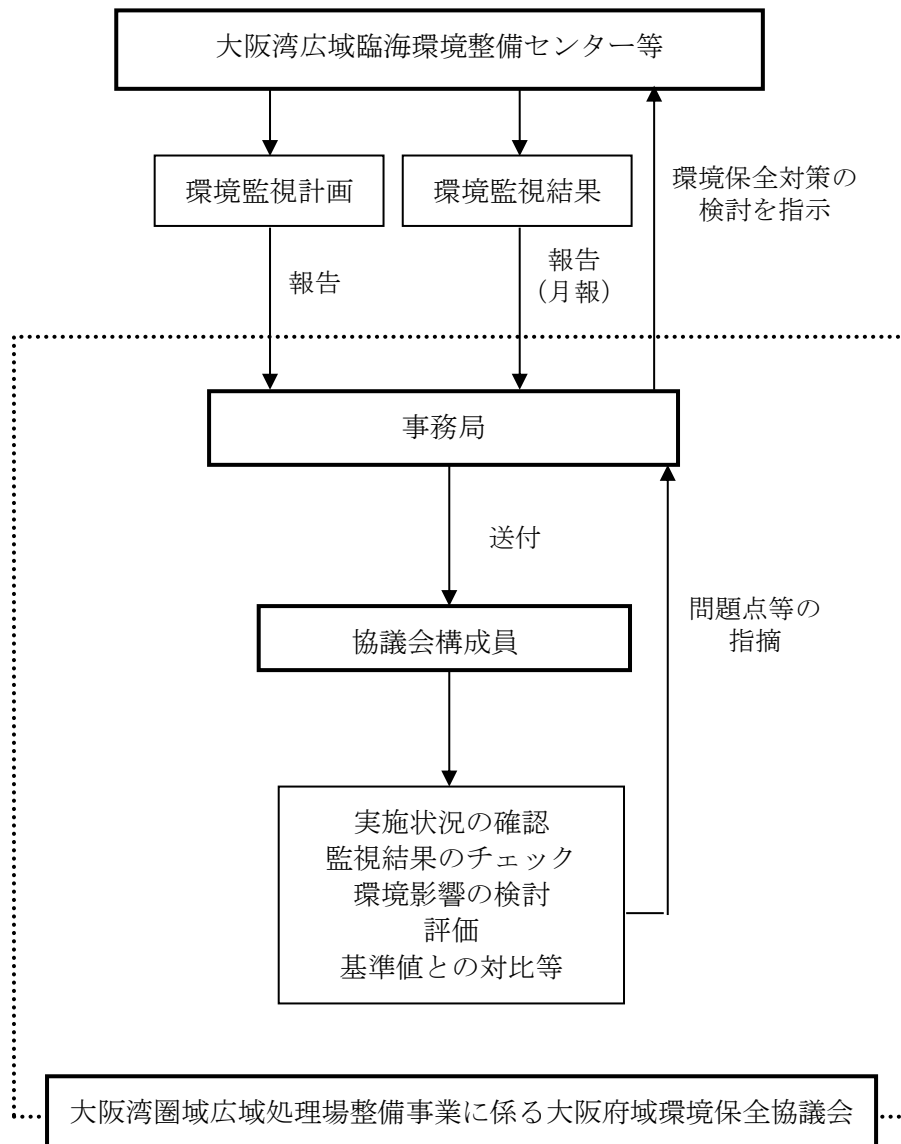 大阪湾広域臨海環境整備センター等
環境監視計画
環境監視結果
環境保全対策の
検討を指示
報告
報告
（月報）
事務局
送付
協議会構成員
問題点等の
指摘
実施状況の確認
監視結果のチェック
環境影響の検討
評価
基準値との対比等
大阪湾圏域広域処理場整備事業に係る大阪府域環境保全協議会